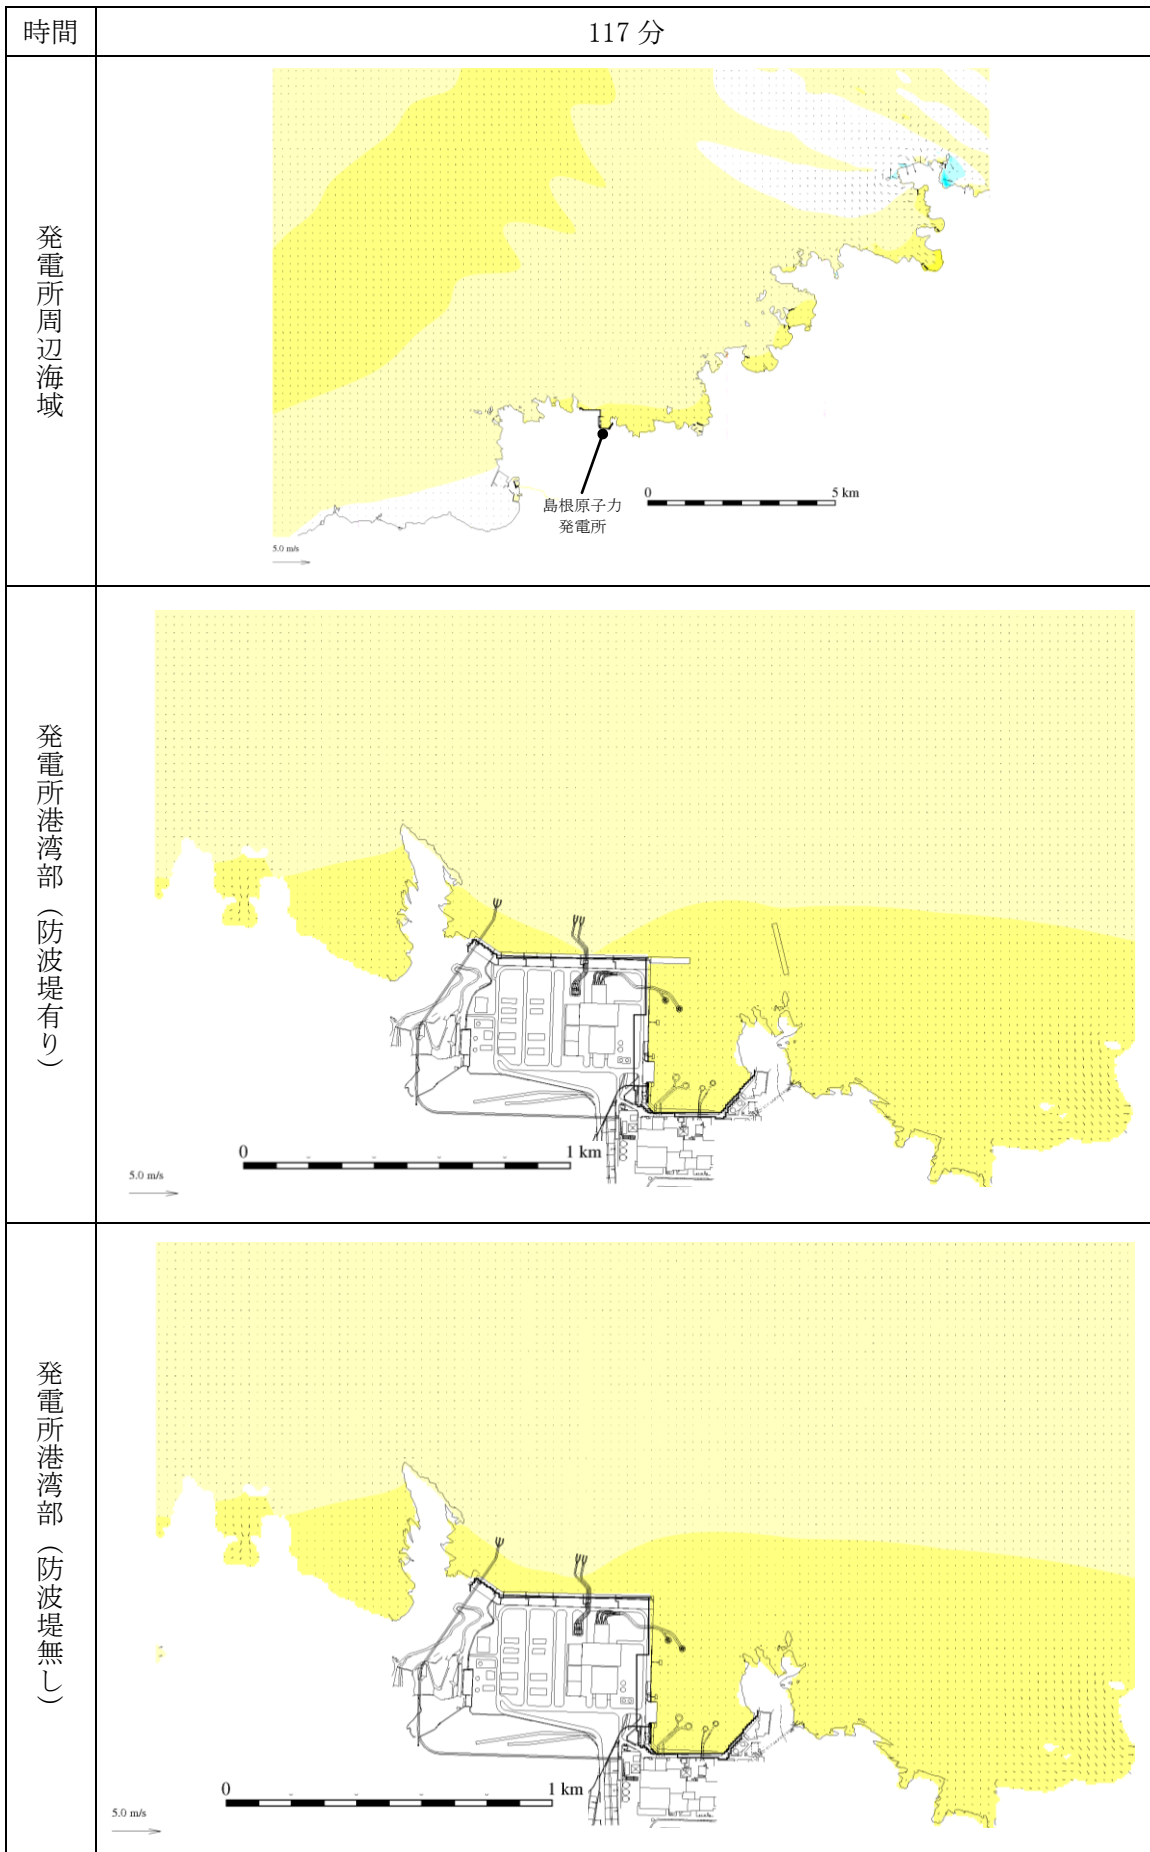 時間
117 分
発電所周辺海域
島根原子力
発電所
0
5 km
5.0 m/s
発電所港湾部（防波堤有り）
0
1 km
5.0 m/s
発電所港湾部（防波堤無し）
0
1 km
5.0 m/s